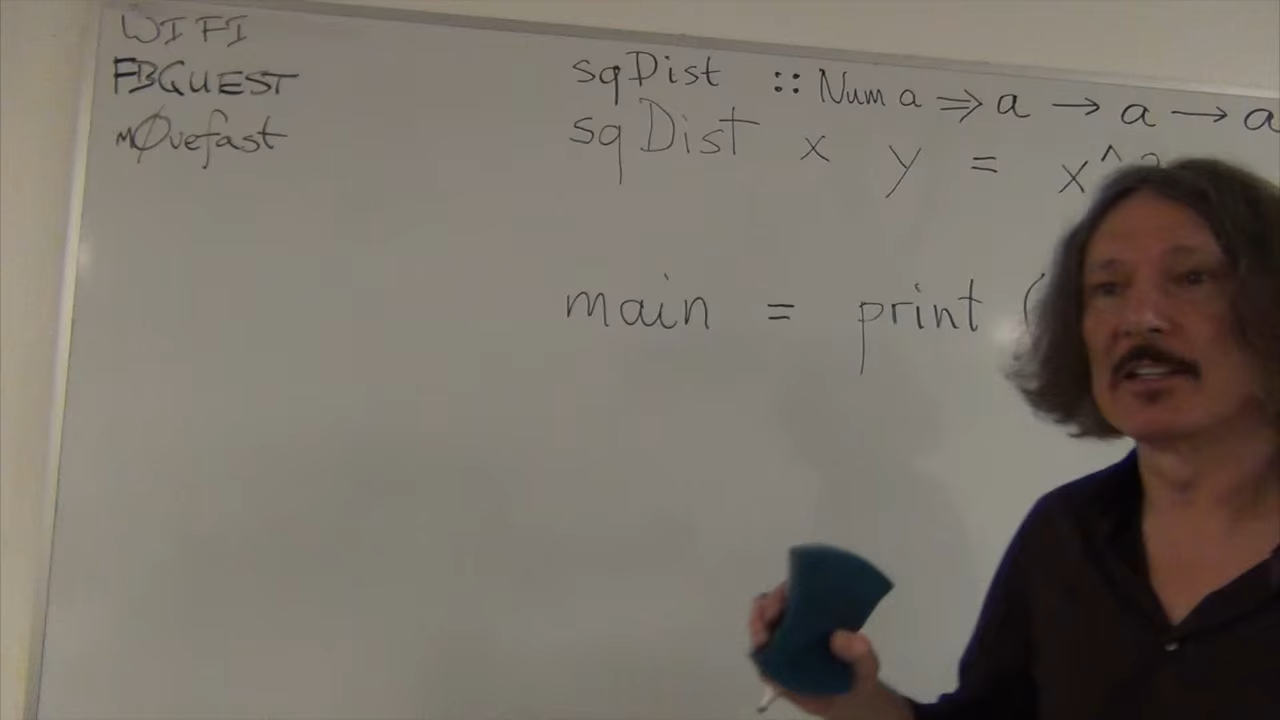 WIFI
FBGUEST
mØvefast
sqDist :: Num a => a → a → a
sqDist x y = x^
main = print (